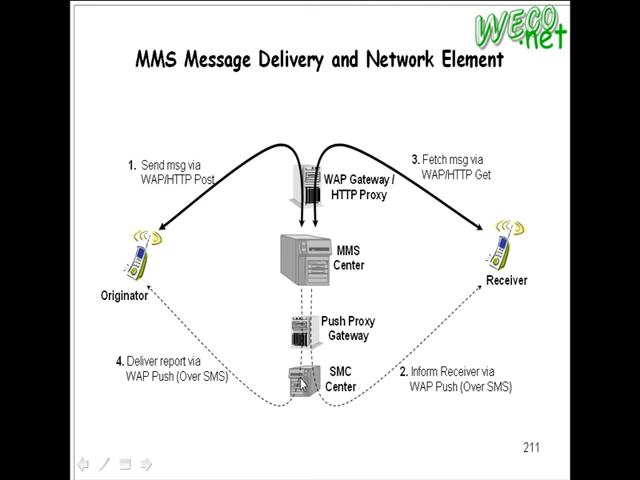 WECO
.net
MMS Message Delivery and Network Element
1. Send msg via
WAP/HTTP Post
3. Fetch msg via
WAP/HTTP Get
WAP Gateway /
HTTP Proxy
MMS
Center
Originator
Receiver
Push Proxy
Gateway
4. Deliver report via
WAP Push (Over SMS)
SMC
Center
2. Inform Receiver via
WAP Push (Over SMS)
211